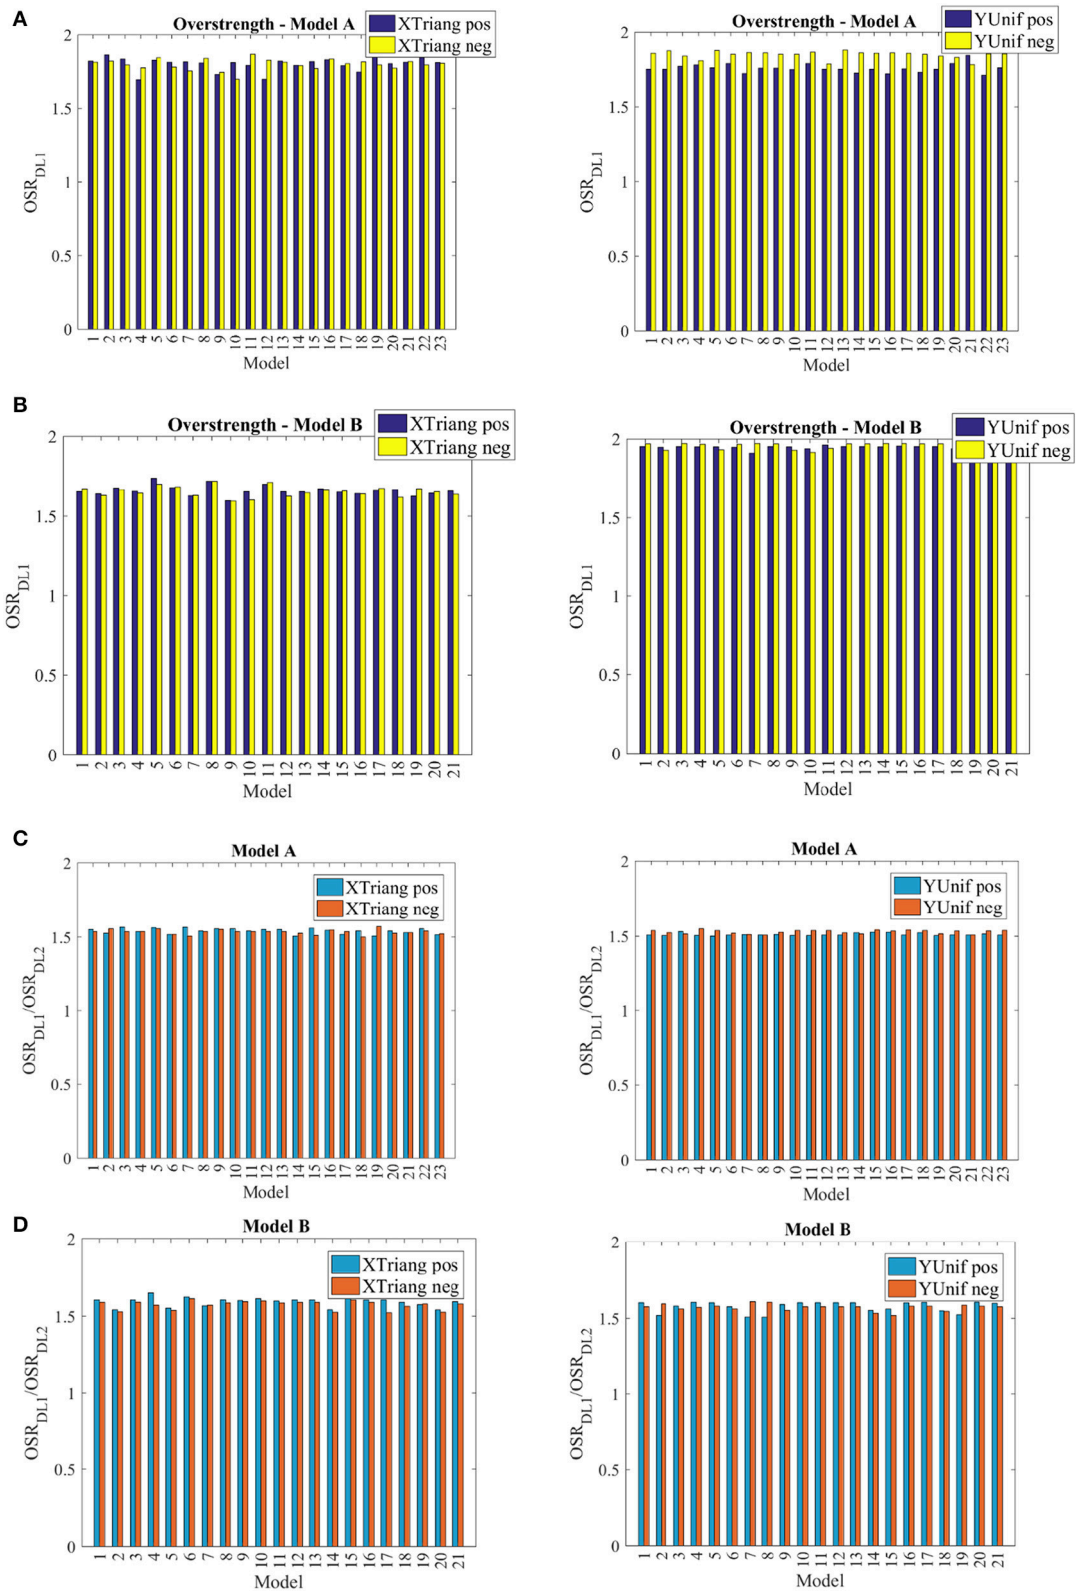 A
Overstrength - Model A
XTriang pos
XTriang neg
OSR_DL1
2
1.5
1
0.5
0
1 2 3 4 5 6 7 8 9 10 11 12 13 14 15 16 17 18 19 20 21 22 23
Model
Overstrength - Model A
YUnif pos
YUnif neg
OSR_DL1
2
1.5
1
0.5
0
1 2 3 4 5 6 7 8 9 10 11 12 13 14 15 16 17 18 19 20 21 22 23
Model
B
Overstrength - Model B
XTriang pos
XTriang neg
OSR_DL1
2
1.5
1
0.5
0
1 2 3 4 5 6 7 8 9 10 11 12 13 14 15 16 17 18 19 20 21
Model
Overstrength - Model B
YUnif pos
YUnif neg
OSR_DL1
2
1.5
1
0.5
0
1 2 3 4 5 6 7 8 9 10 11 12 13 14 15 16 17 18 19 20 21
Model
C
Model A
XTriang pos
XTriang neg
OSR_DL1/OSR_DL2
2
1.5
1
0.5
0
1 2 3 4 5 6 7 8 9 10 11 12 13 14 15 16 17 18 19 20 21 22 23
Model
Model A
YUnif pos
YUnif neg
OSR_DL1/OSR_DL2
2
1.5
1
0.5
0
1 2 3 4 5 6 7 8 9 10 11 12 13 14 15 16 17 18 19 20 21 22 23
Model
D
Model B
XTriang pos
XTriang neg
OSR_DL1/OSR_DL2
2
1.5
1
0.5
0
1 2 3 4 5 6 7 8 9 10 11 12 13 14 15 16 17 18 19 20 21
Model
Model B
YUnif pos
YUnif neg
OSR_DL1/OSR_DL2
2
1.5
1
0.5
0
1 2 3 4 5 6 7 8 9 10 11 12 13 14 15 16 17 18 19 20 21
Model